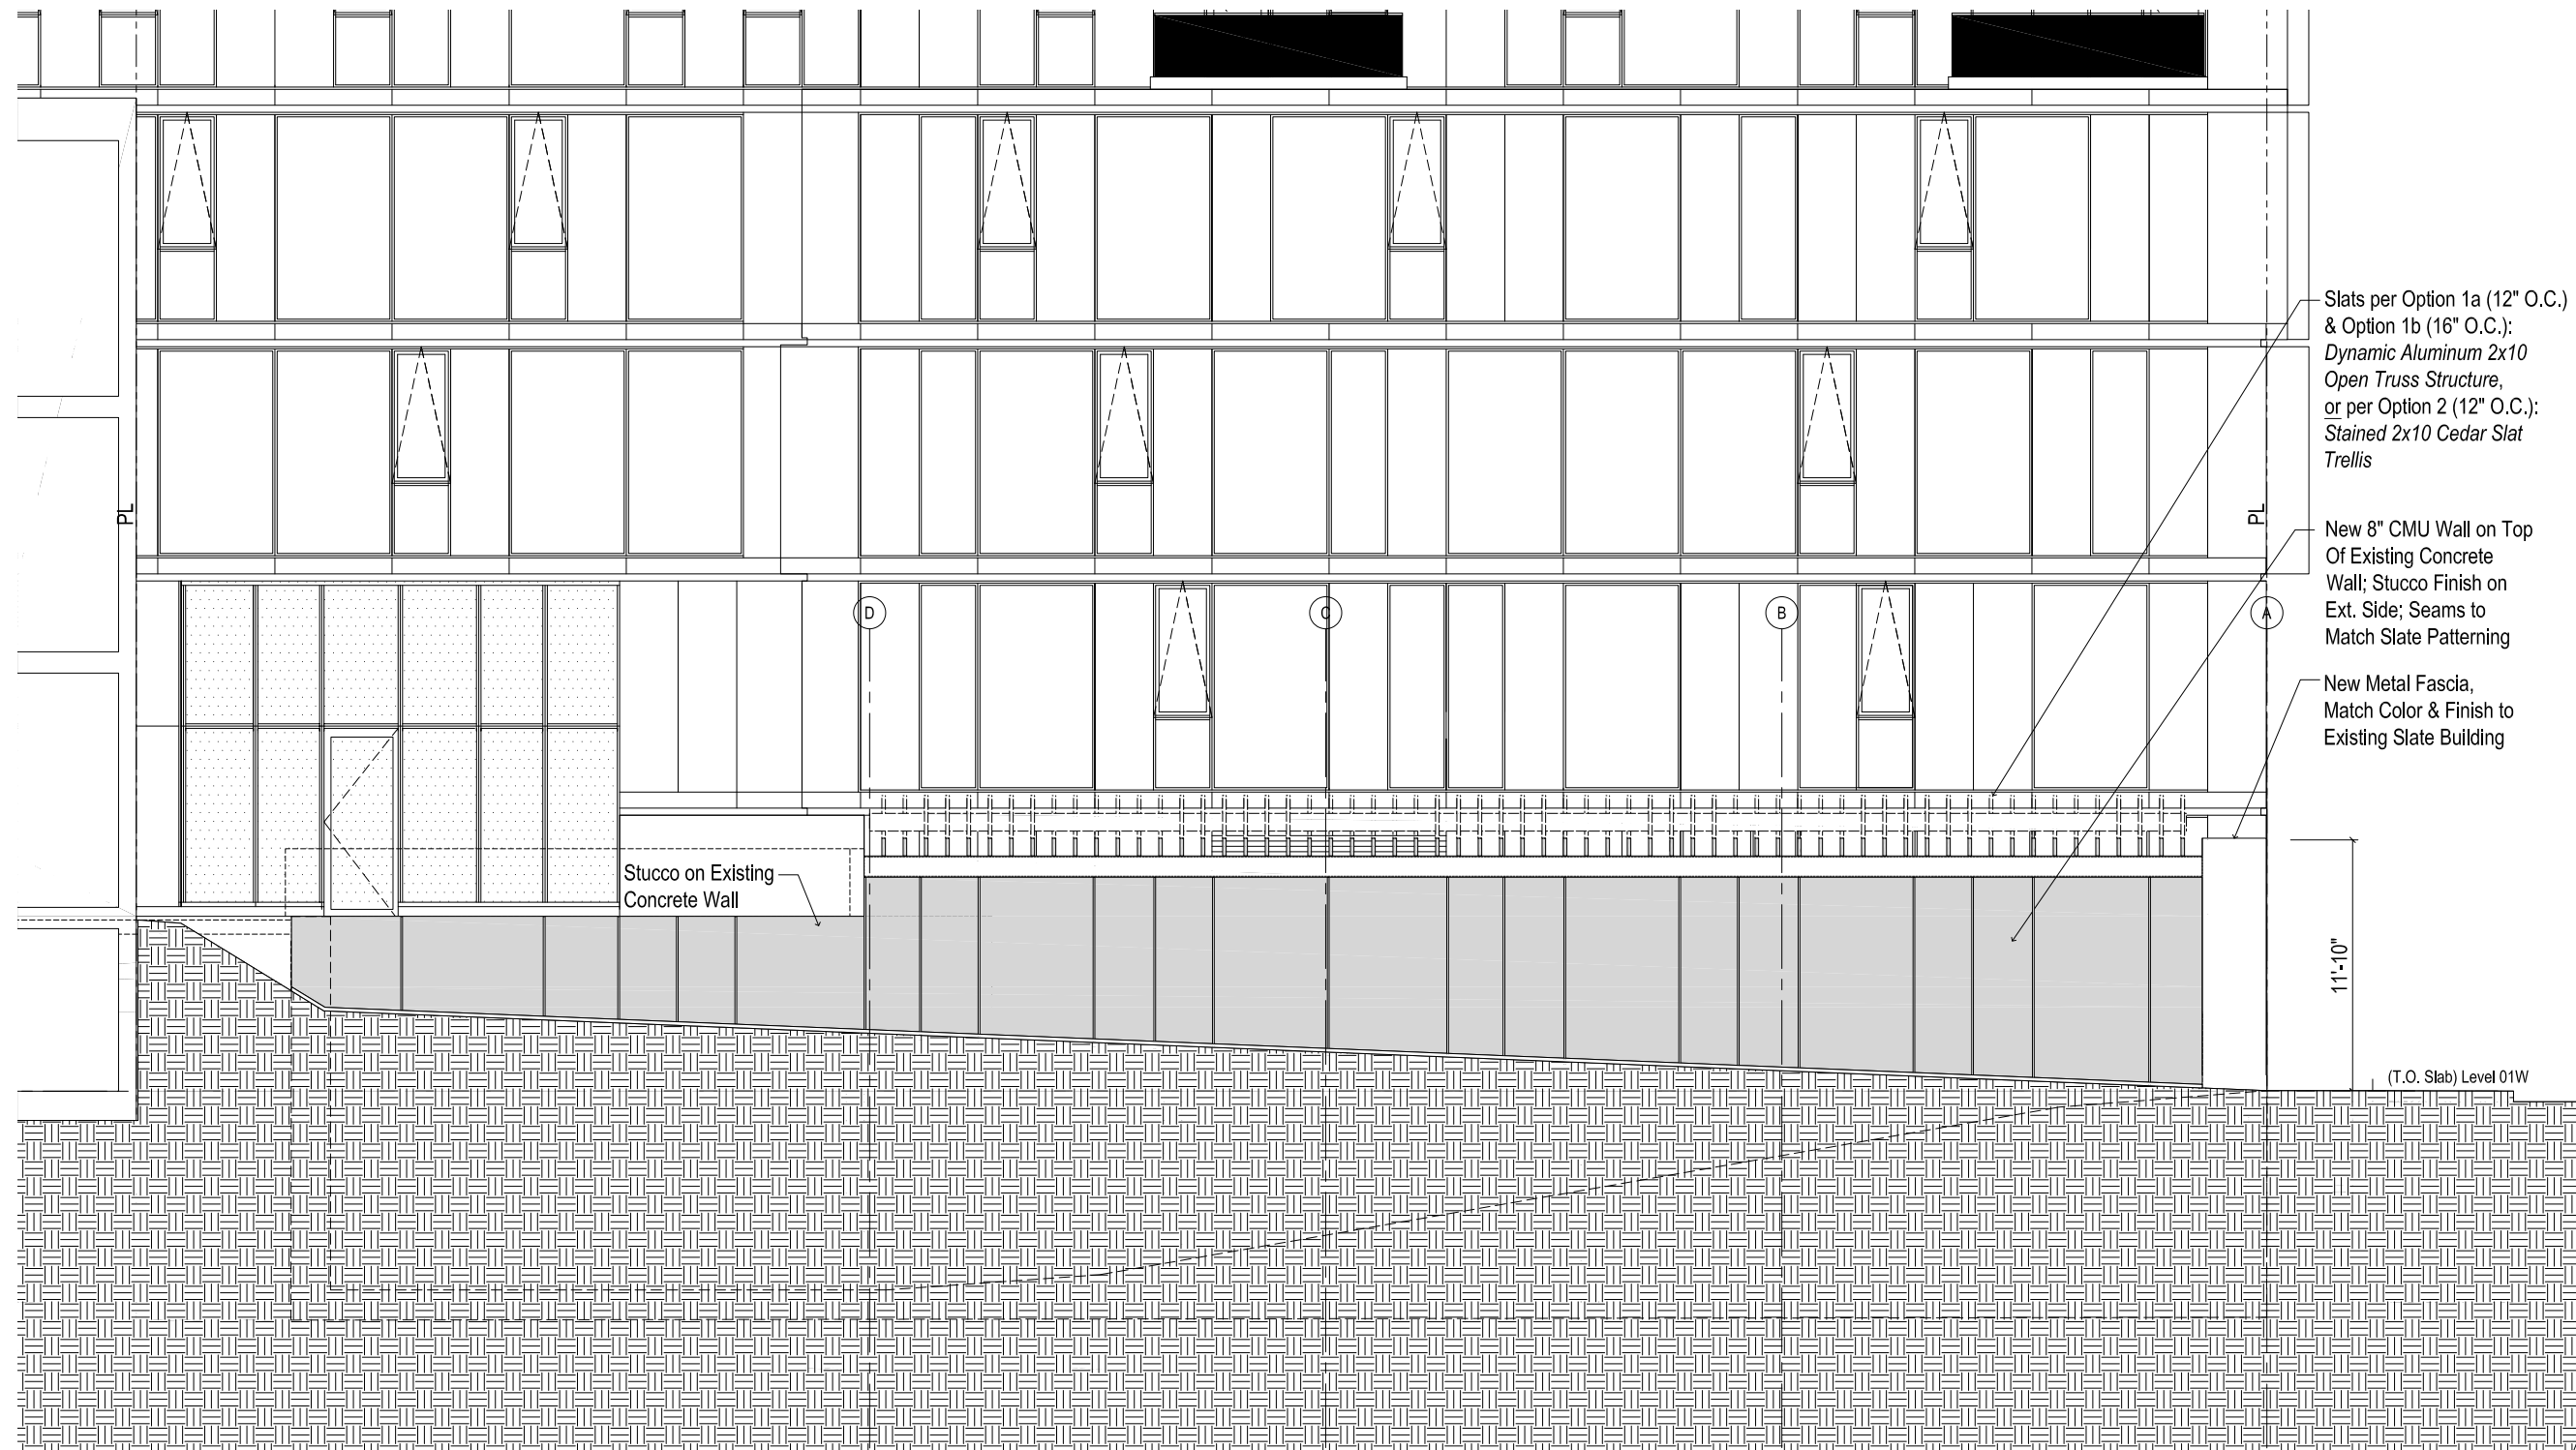 Slats per Option 1a (12" O.C.)
& Option 1b (16" O.C.):
Dynamic Aluminum 2x10
Open Truss Structure,
or per Option 2 (12" O.C.):
Stained 2x10 Cedar Slat
Trellis
PL
PL
New 8" CMU Wall on Top
Of Existing Concrete
Wall; Stucco Finish on
Ext. Side; Seams to
Match Slate Patterning
D
C
B
A
New Metal Fascia,
Match Color & Finish to
Existing Slate Building
Stucco on Existing
Concrete Wall
11'-10"
(T.O. Slab) Level 01W